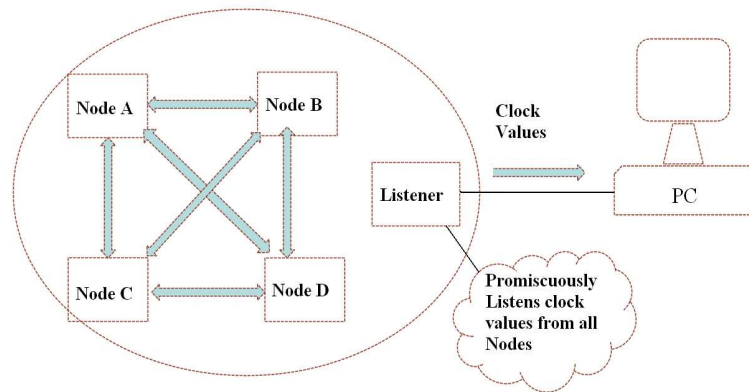 Node A
Node B
Clock
Values
Listener
PC
Node C
Node D
Promiscuously
Listens clock
values from all
Nodes